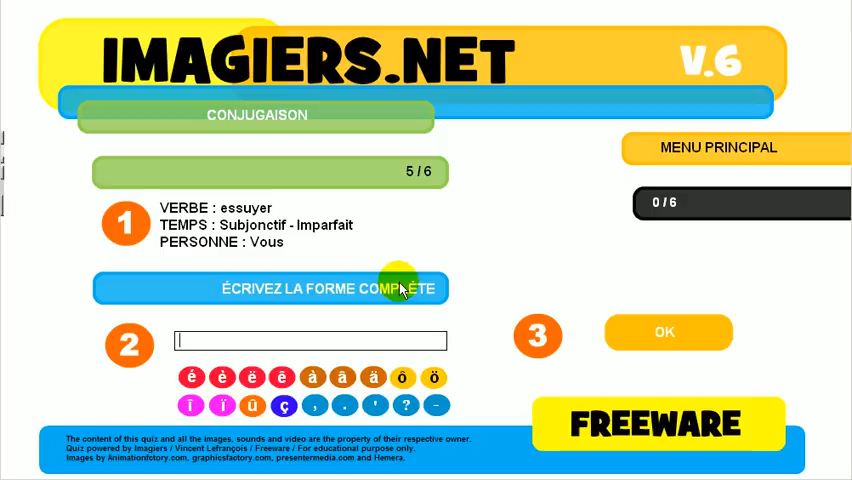 IMAGIERS.NET
V.6
CONJUGAISON
MENU PRINCIPAL
5 / 6
0 / 6
1
VERBE : essuyer
TEMPS : Subjonctif - Imparfait
PERSONNE : Vous
ÉCRIVEZ LA FORME COMPLÈTE
2
3
OK
é è ë ê à â ä ô ö
î ï û ç , . ' ? -
FREEWARE
The content of this quiz and all the images, sounds and video are the property of their respective owner.
Quiz powered by Imagiers / Vincent Lefrançois / Freeware / For educational purpose only.
Images by Animationfctory.com, graphicsfactory.com, presentermedia.com and Hemera.